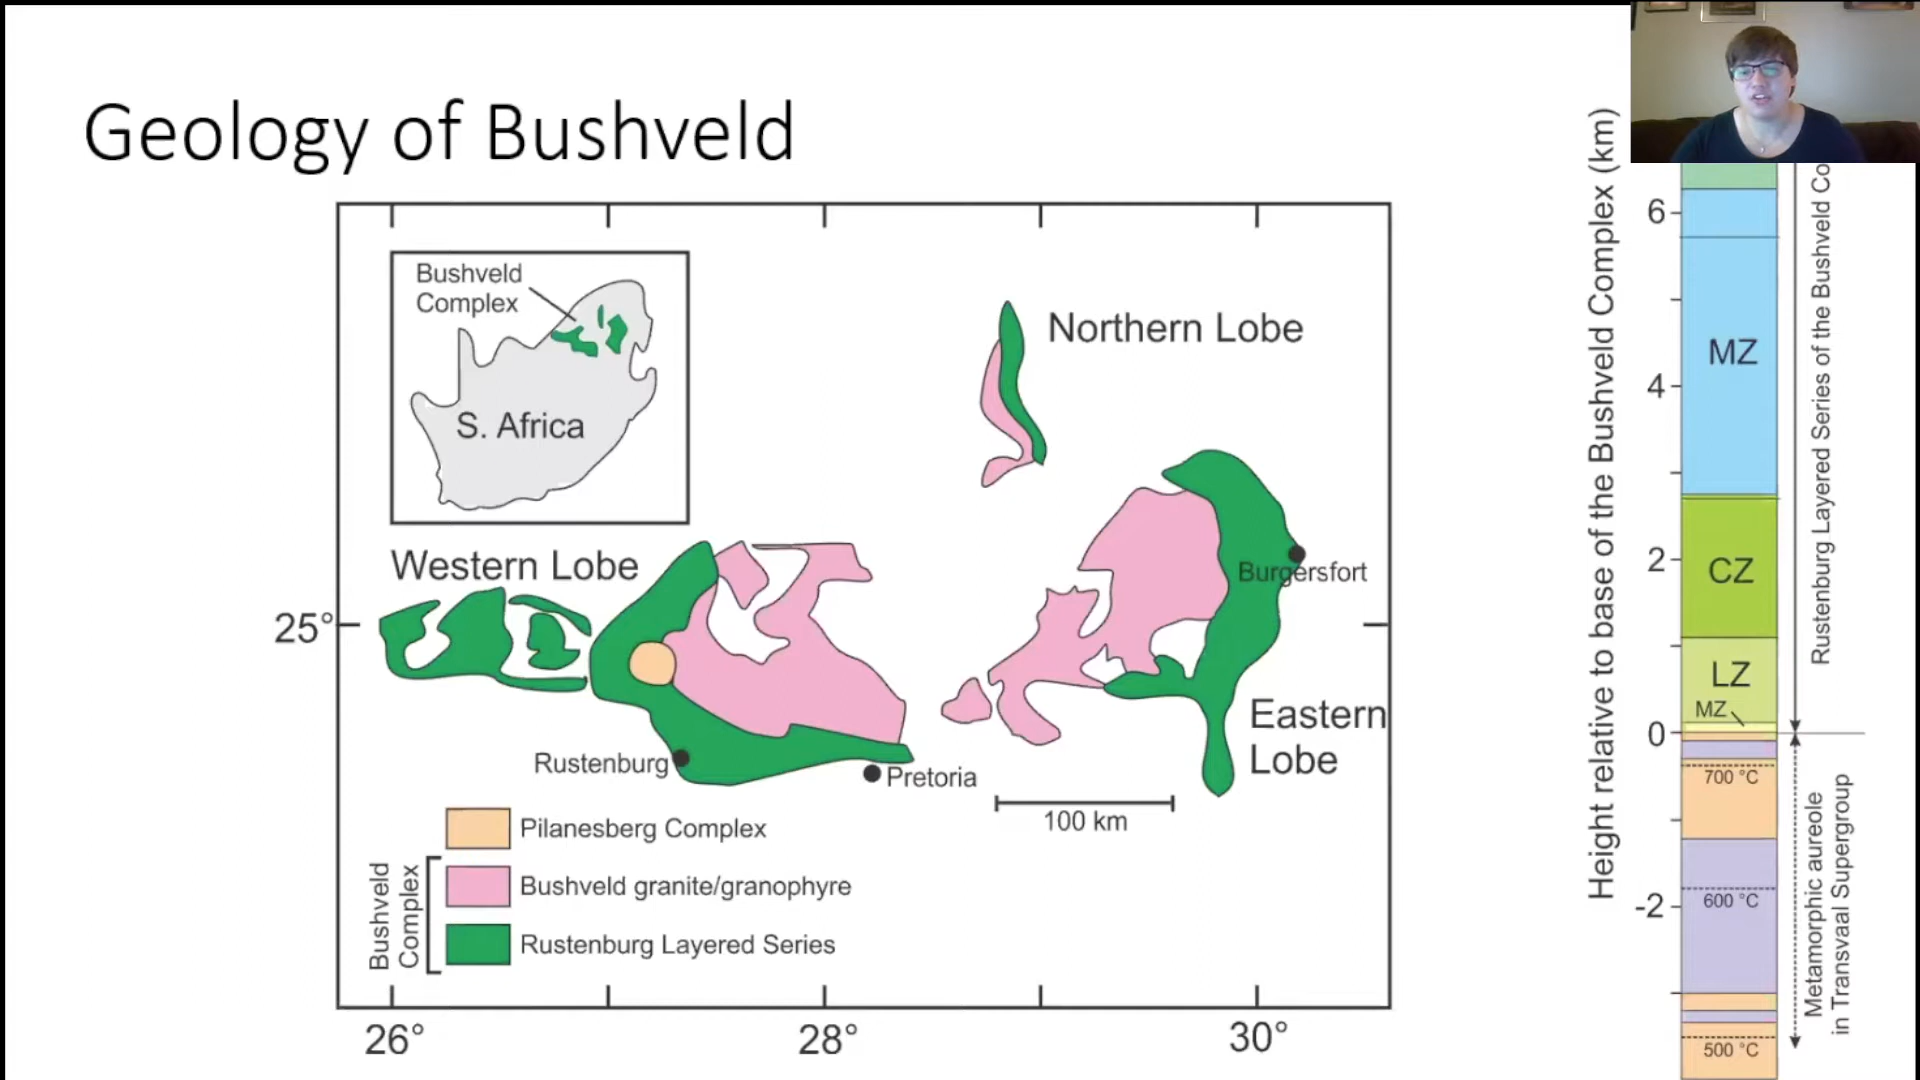 Geology of Bushveld
Bushveld
Complex
S. Africa
Northern Lobe
Western Lobe
Burgersfort
25°
Eastern
Lobe
Rustenburg
Pretoria
100 km
Pilanesberg Complex
Bushveld granite/granophyre
Rustenburg Layered Series
Bushveld
Complex
26°
28°
30°
Height relative to base of the Bushveld Complex (km)
6
4
2
0
-2
MZ
CZ
LZ
MZ
700 °C
600 °C
500 °C
Rustenburg Layered Series of the Bushveld Co
Metamorphic aureole
in Transvaal Supergroup